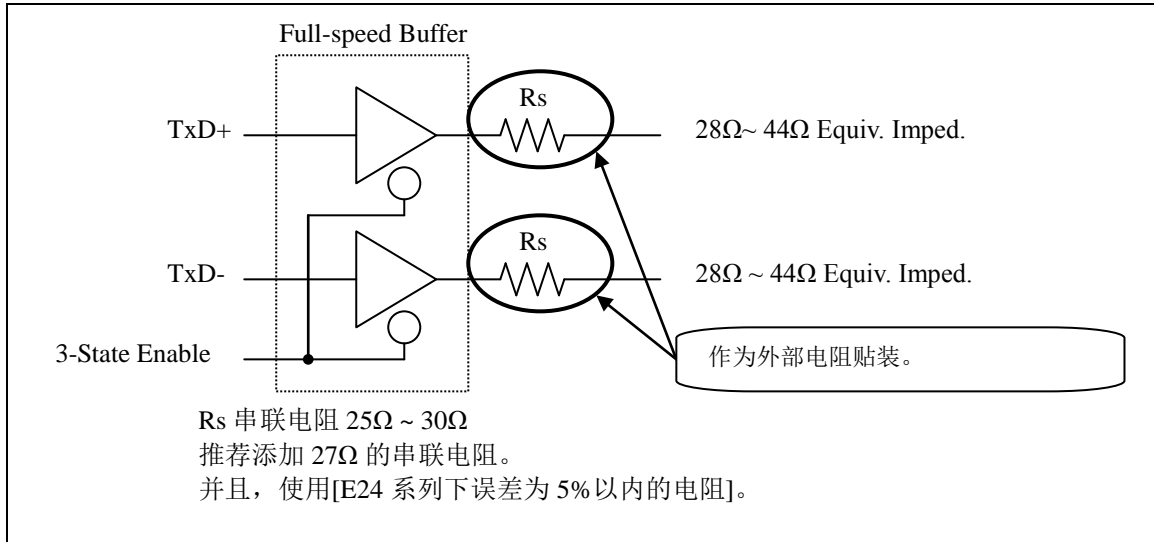 Full-speed Buffer
Rs
TxD+
28Ω~ 44Ω Equiv. Imped.
Rs
TxD-
28Ω ~ 44Ω Equiv. Imped.
3-State Enable
作为外部电阻贴装。
Rs 串联电阻 25Ω ~ 30Ω
推荐添加 27Ω 的串联电阻。
并且，使用[E24 系列下误差为 5%以内的电阻]。